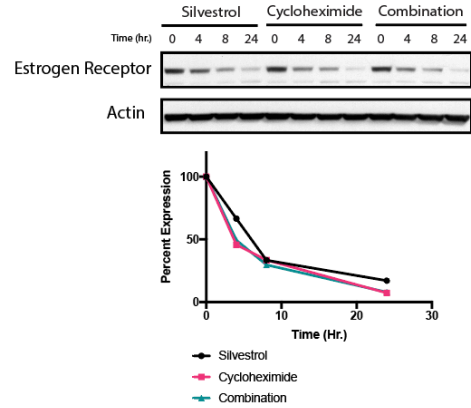 Silvestrol Cycloheximide Combination
Time (hr.) 0 4 8 24 0 4 8 24 0 4 8 24
Estrogen Receptor
Actin
Percent Expression
100
50
0
0 10 20 30
Time (Hr.)
Silvestrol
Cycloheximide
Combination